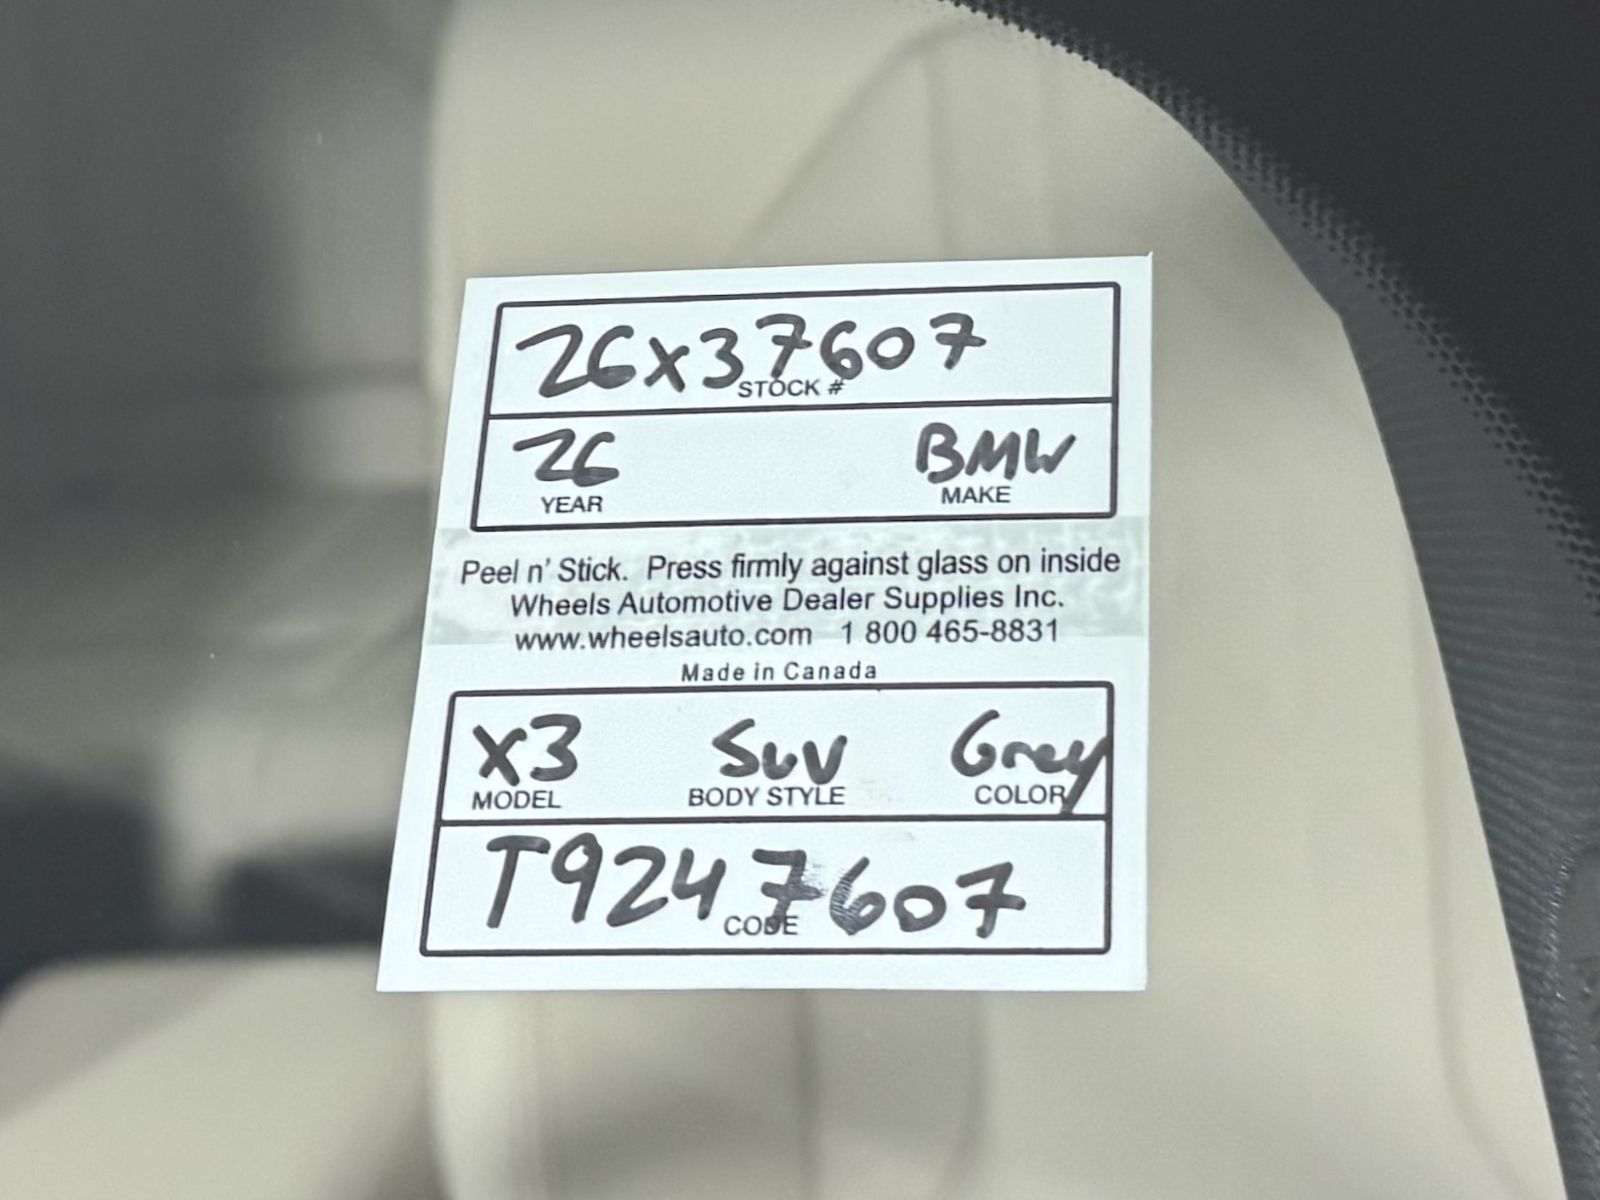 26X37607
STOCK #
26 BMW
YEAR MAKE
Peel n' Stick. Press firmly against glass on inside
Wheels Automotive Dealer Supplies Inc.
www.wheelsauto.com 1 800 465-8831
Made in Canada
X3 SUV Grey
MODEL BODY STYLE COLOR
T9247607
CODE